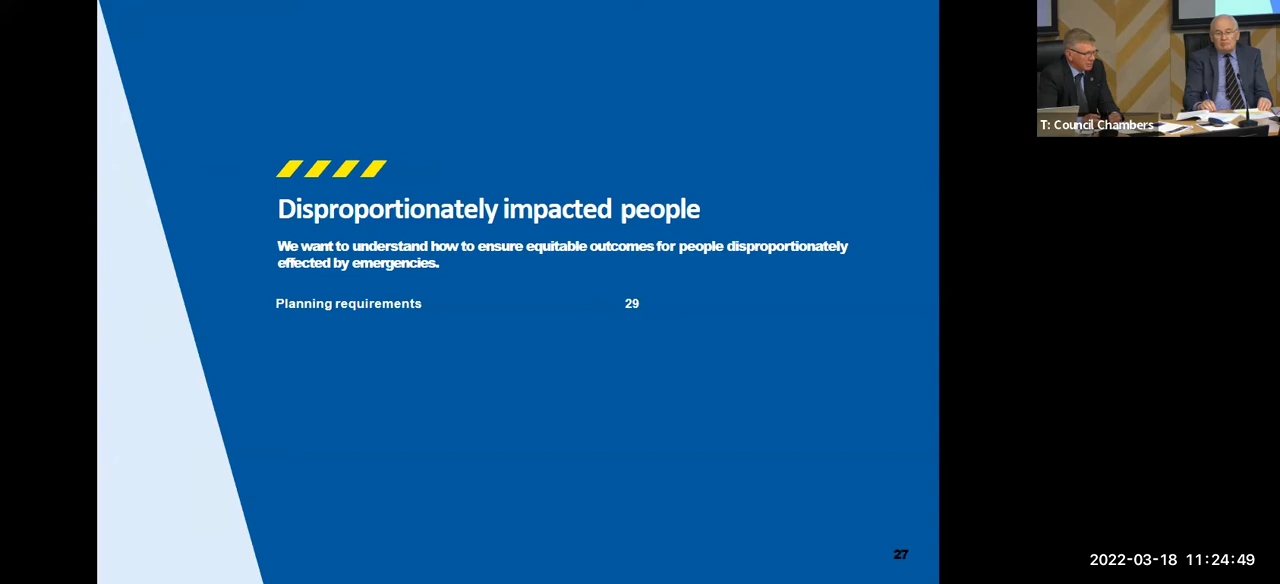 Disproportionately impacted people
We want to understand how to ensure equitable outcomes for people disproportionately
effected by emergencies.
Planning requirements 29
27
T: Council Chambers
2022-03-18 11:24:49